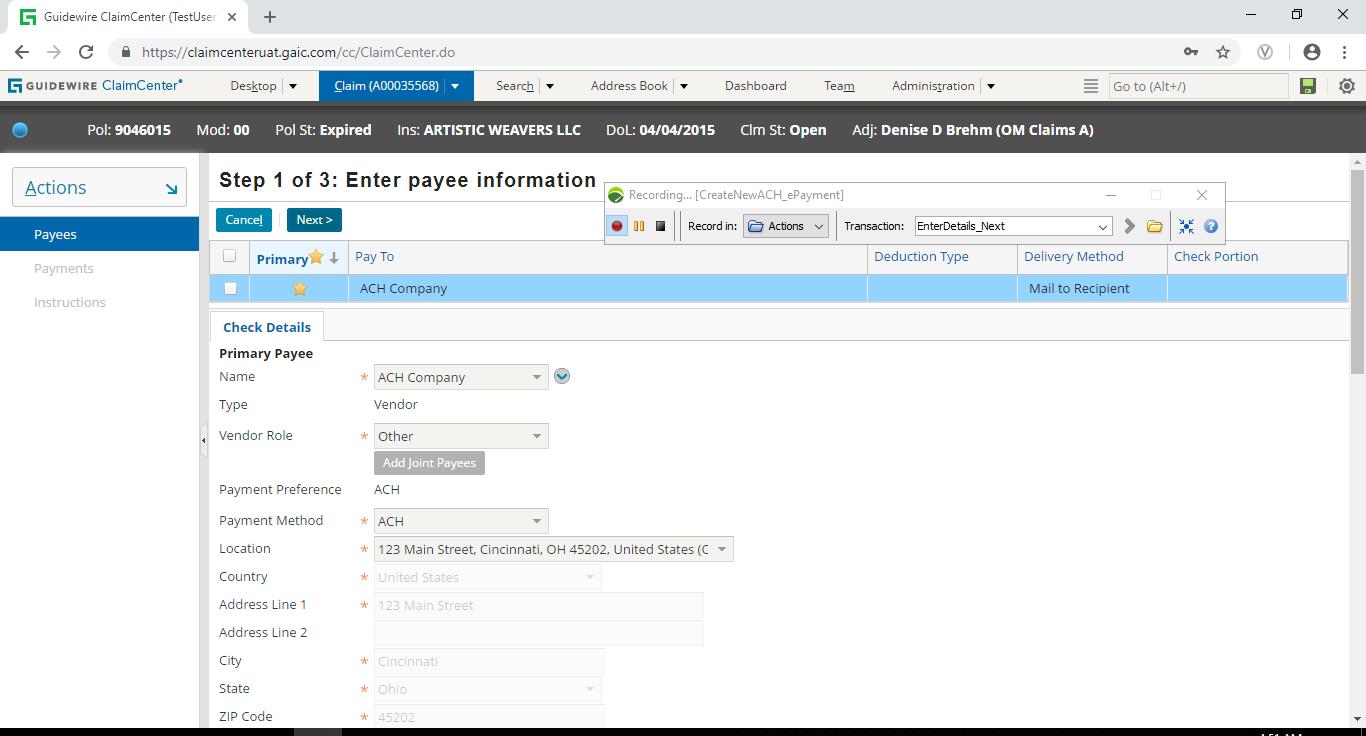 Guidewire ClaimCenter (TestUser
https://claimcenteruat.gaic.com/cc/ClaimCenter.do
GUIDEWIRE ClaimCenter® Desktop Claim (A00035568) Search Address Book Dashboard Team Administration Go to (Alt+/)
Pol: 9046015 Mod: 00 Pol St: Expired Ins: ARTISTIC WEAVERS LLC DoL: 04/04/2015 Clm St: Open Adj: Denise D Brehm (OM Claims A)
Actions
Payees
Payments
Instructions
Step 1 of 3: Enter payee information
Recording... [CreateNewACH_ePayment]
Record in: Actions Transaction: EnterDetails_Next
Cancel Next >
Primary Pay To Deduction Type Delivery Method Check Portion
ACH Company Mail to Recipient
Check Details
Primary Payee
Name * ACH Company
Type Vendor
Vendor Role * Other
Add Joint Payees
Payment Preference ACH
Payment Method * ACH
Location * 123 Main Street, Cincinnati, OH 45202, United States (C
Country * United States
Address Line 1 * 123 Main Street
Address Line 2
City * Cincinnati
State * Ohio
ZIP Code * 45202